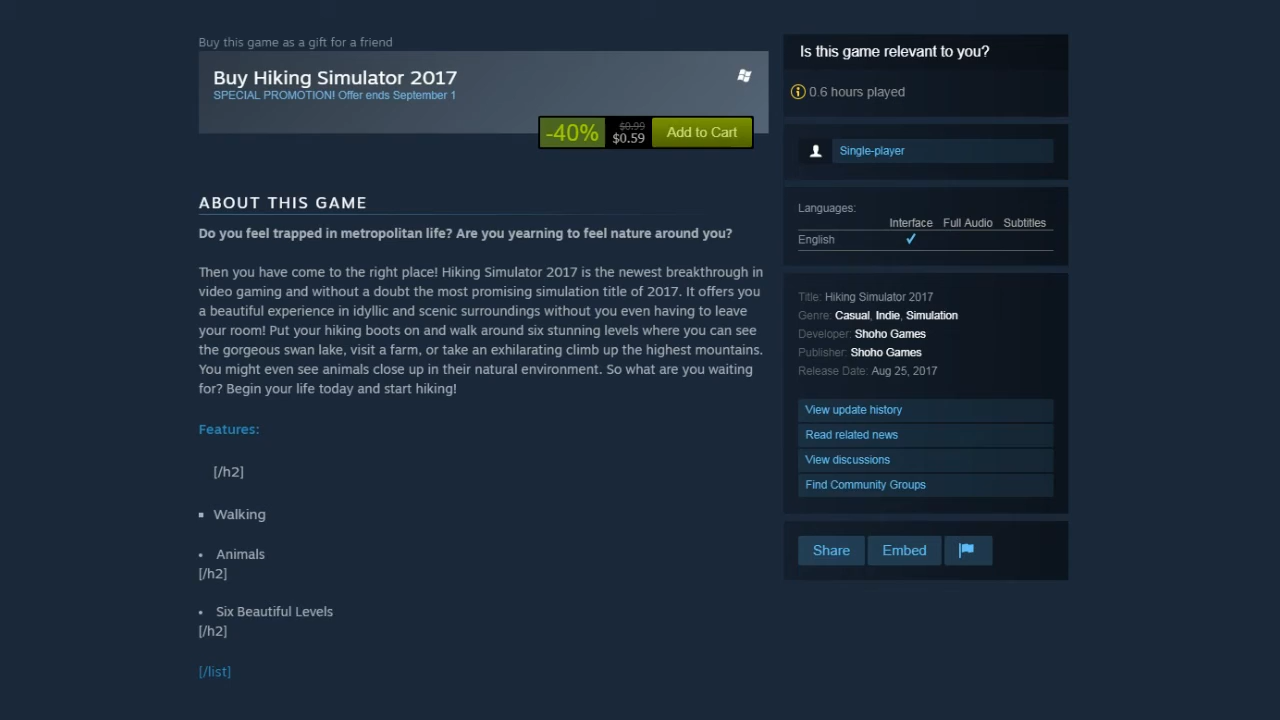 Buy this game as a gift for a friend
Buy Hiking Simulator 2017
SPECIAL PROMOTION! Offer ends September 1
-40%
$0.99
$0.59
Add to Cart
ABOUT THIS GAME
Do you feel trapped in metropolitan life? Are you yearning to feel nature around you?
Then you have come to the right place! Hiking Simulator 2017 is the newest breakthrough in
video gaming and without a doubt the most promising simulation title of 2017. It offers you
a beautiful experience in idyllic and scenic surroundings without you even having to leave
your room! Put your hiking boots on and walk around six stunning levels where you can see
the gorgeous swan lake, visit a farm, or take an exhilarating climb up the highest mountains.
You might even see animals close up in their natural environment. So what are you waiting
for? Begin your life today and start hiking!
Features:
[/h2]
▪ Walking
• Animals
[/h2]
• Six Beautiful Levels
[/h2]
[/list]
Is this game relevant to you?
0.6 hours played
Single-player
Languages:
Interface Full Audio Subtitles
English ✓
Title: Hiking Simulator 2017
Genre: Casual, Indie, Simulation
Developer: Shoho Games
Publisher: Shoho Games
Release Date: Aug 25, 2017
View update history
Read related news
View discussions
Find Community Groups
Share Embed